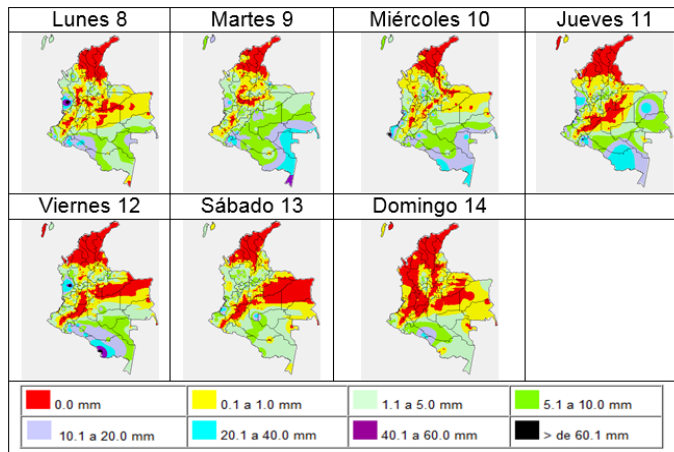 Lunes 8
Martes 9
Miércoles 10
Jueves 11
Viernes 12
Sábado 13
Domingo 14
0.0 mm
0.1 a 1.0 mm
1.1 a 5.0 mm
5.1 a 10.0 mm
10.1 a 20.0 mm
20.1 a 40.0 mm
40.1 a 60.0 mm
> de 60.1 mm